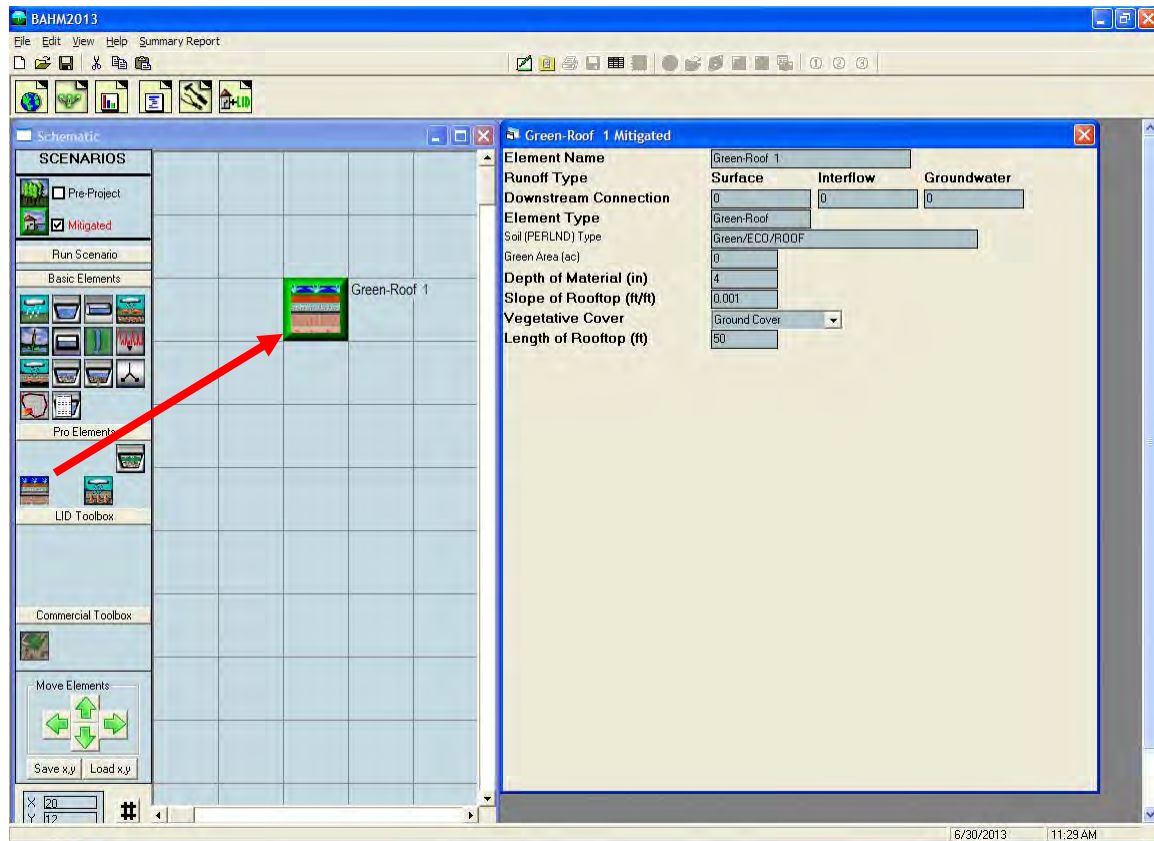 BAHM2013
File Edit View Help Summary Report
+LID
Schematic
SCENARIOS
Pre-Project
Mitigated
Run Scenario
Basic Elements
Pro Elements
LID Toolbox
Commercial Toolbox
Move Elements
Save x,y Load x,y
X 20
Y 12
#
Green-Roof 1
Green-Roof 1 Mitigated
Element Name Green-Roof 1
Runoff Type Surface Interflow Groundwater
Downstream Connection 0 0 0
Element Type Green-Roof
Soil (PERLND) Type Green/ECO/ROOF
Green Area (ac) 0
Depth of Material (in) 4
Slope of Rooftop (ft/ft) 0.001
Vegetative Cover Ground Cover
Length of Rooftop (ft) 50
6/30/2013 11:29 AM